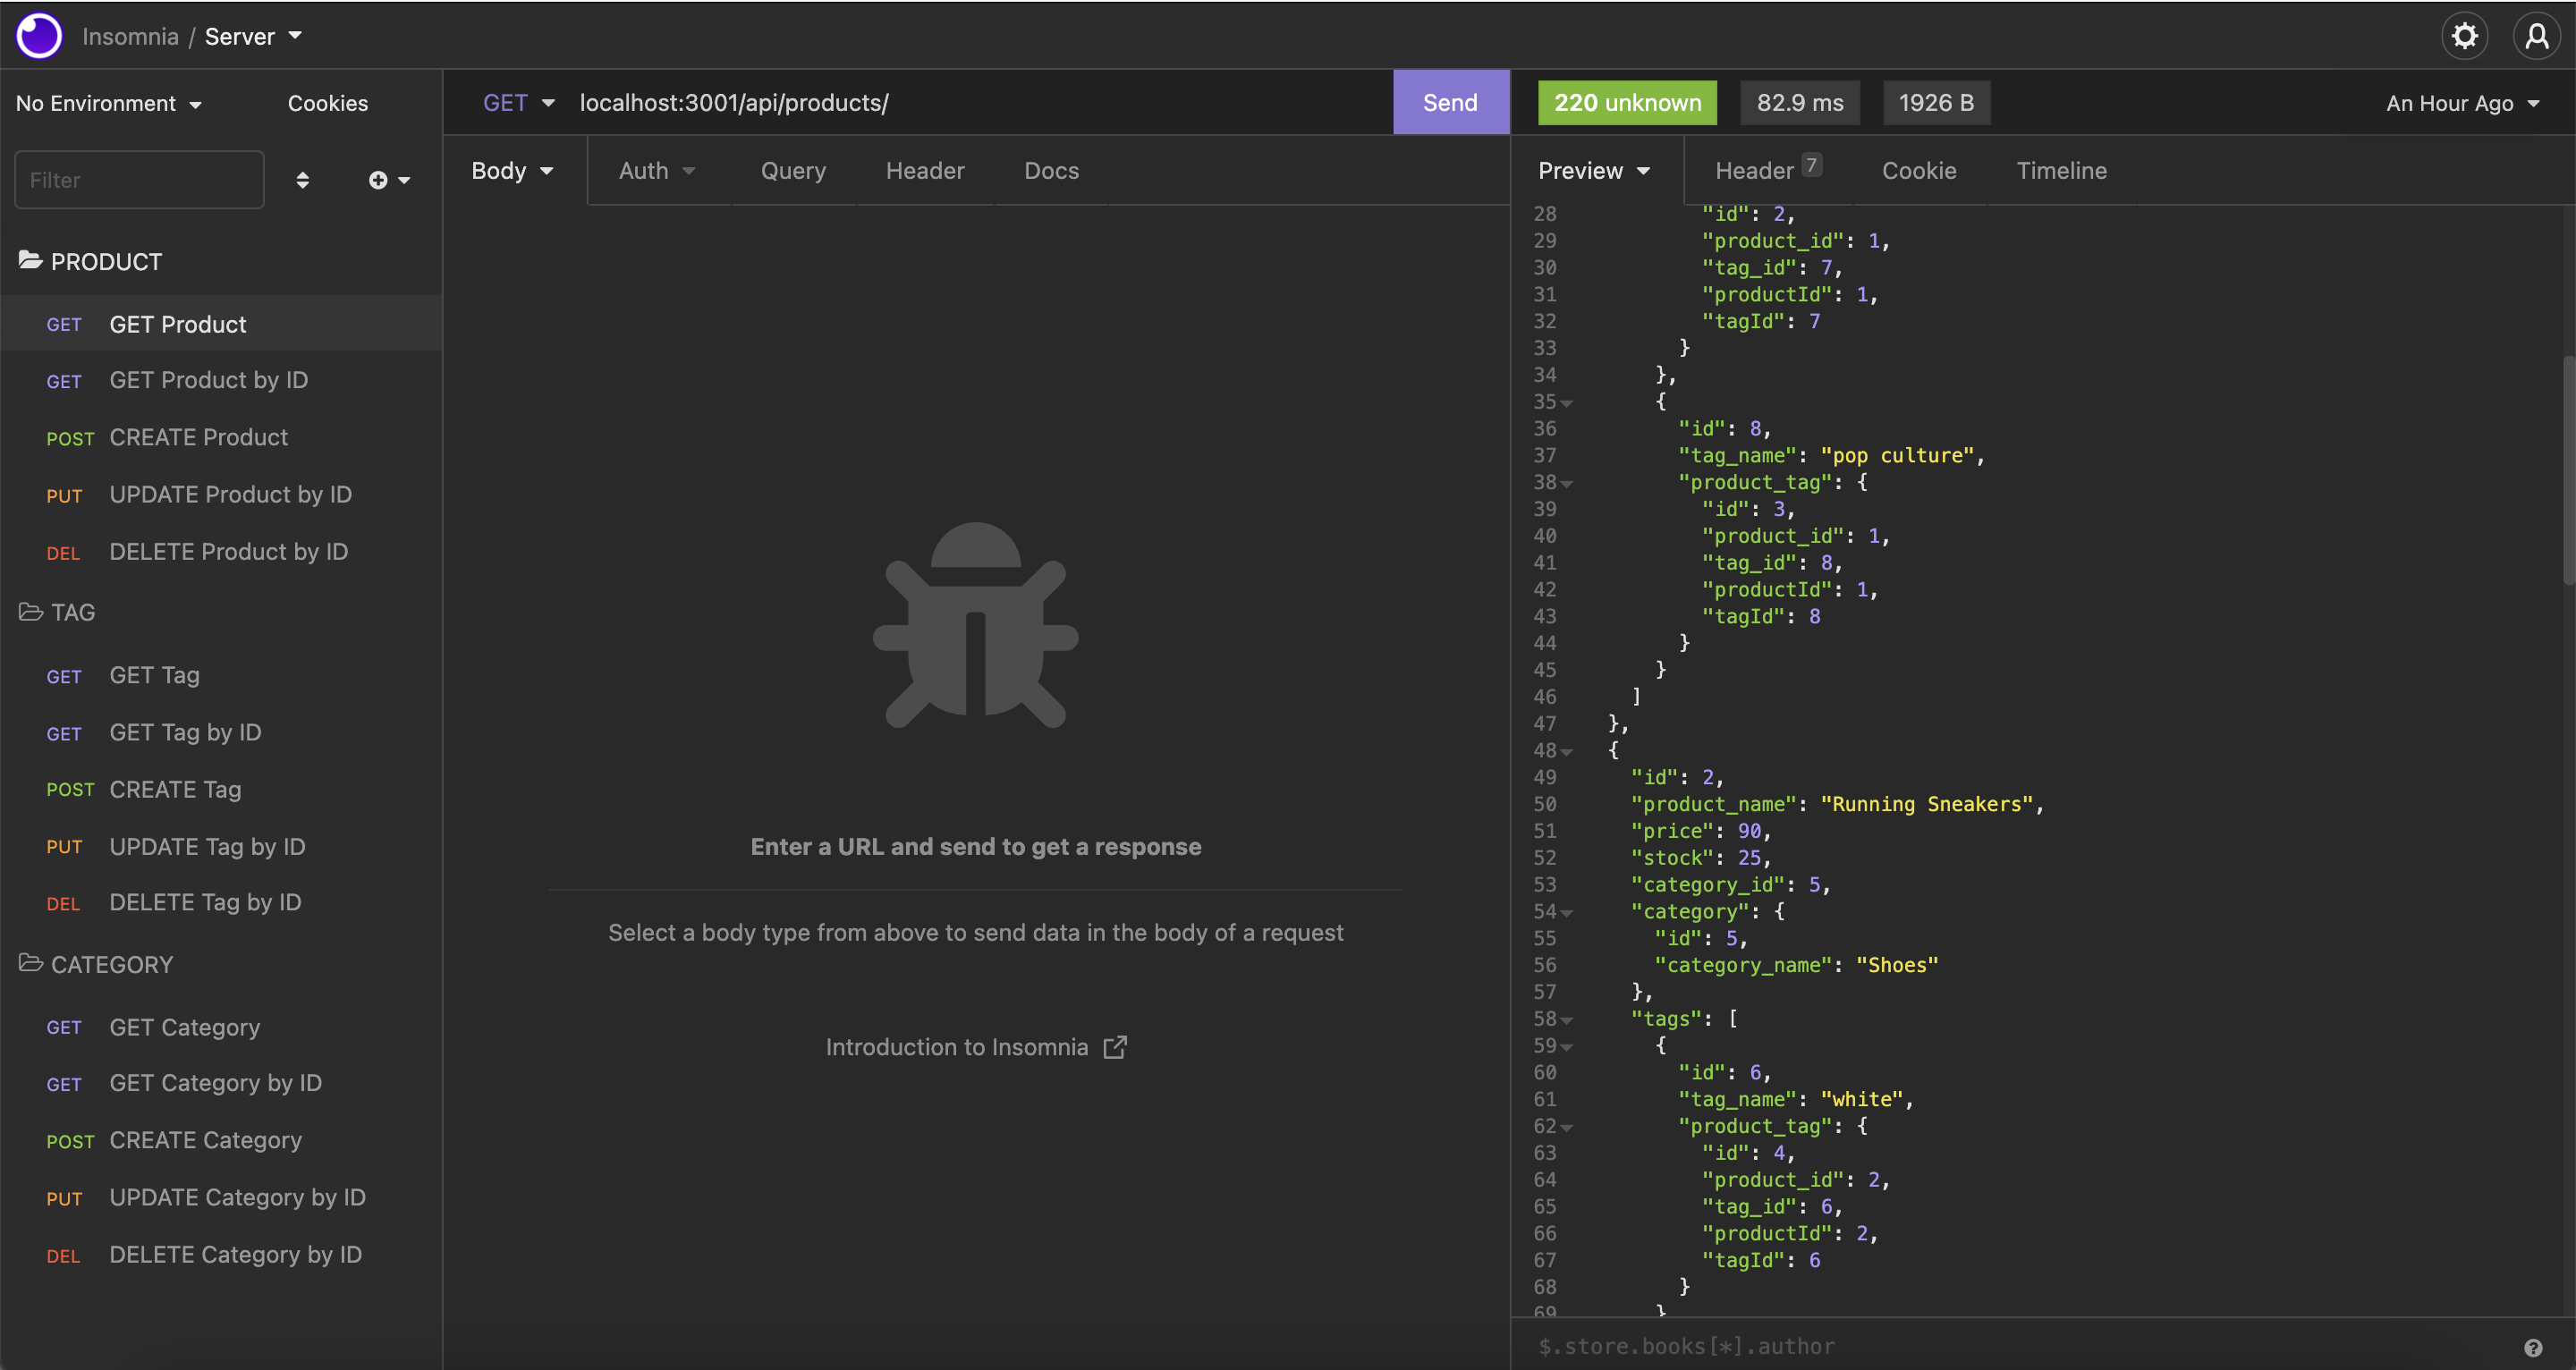 Insomnia / Server
No Environment Cookies
Filter
PRODUCT
GET GET Product
GET GET Product by ID
POST CREATE Product
PUT UPDATE Product by ID
DEL DELETE Product by ID
TAG
GET GET Tag
GET GET Tag by ID
POST CREATE Tag
PUT UPDATE Tag by ID
DEL DELETE Tag by ID
CATEGORY
GET GET Category
GET GET Category by ID
POST CREATE Category
PUT UPDATE Category by ID
DEL DELETE Category by ID
GET localhost:3001/api/products/ Send
Body Auth Query Header Docs
Enter a URL and send to get a response
Select a body type from above to send data in the body of a request
Introduction to Insomnia
220 unknown 82.9 ms 1926 B An Hour Ago
Preview Header 7 Cookie Timeline
28 "id": 2,
29 "product_id": 1,
30 "tag_id": 7,
31 "productId": 1,
32 "tagId": 7
33 }
34 },
35 {
36 "id": 8,
37 "tag_name": "pop culture",
38 "product_tag": {
39 "id": 3,
40 "product_id": 1,
41 "tag_id": 8,
42 "productId": 1,
43 "tagId": 8
44 }
45 }
46 ]
47 },
48 {
49 "id": 2,
50 "product_name": "Running Sneakers",
51 "price": 90,
52 "stock": 25,
53 "category_id": 5,
54 "category": {
55 "id": 5,
56 "category_name": "Shoes"
57 },
58 "tags": [
59 {
60 "id": 6,
61 "tag_name": "white",
62 "product_tag": {
63 "id": 4,
64 "product_id": 2,
65 "tag_id": 6,
66 "productId": 2,
67 "tagId": 6
68 }
69 }
$.store.books[*].author